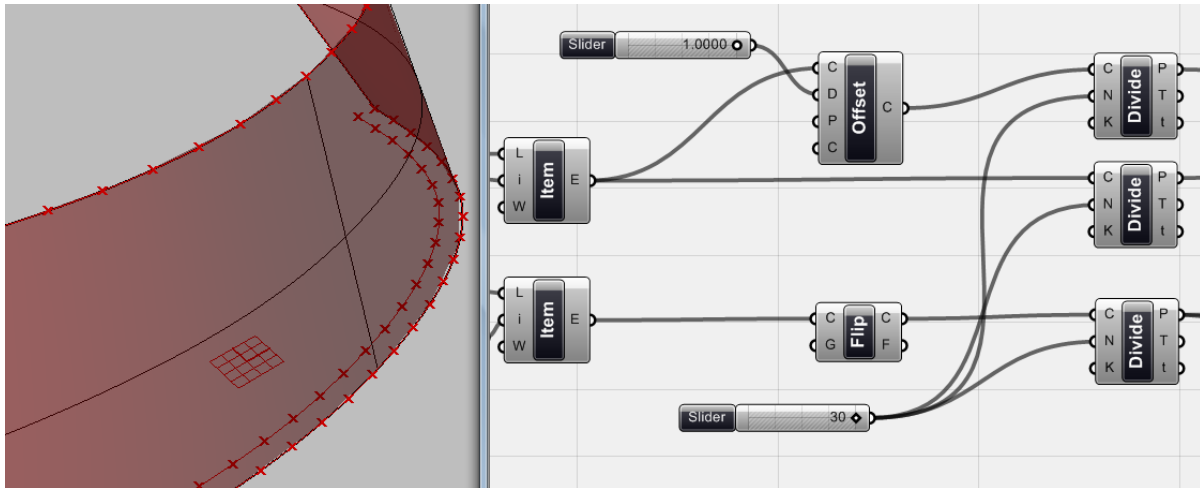 Slider 1.0000
C D P C Offset C
C N K Divide P T t
L i W Item E
C N K Divide P T t
L i W Item E
C G Flip C F
C N K Divide P T t
Slider 30